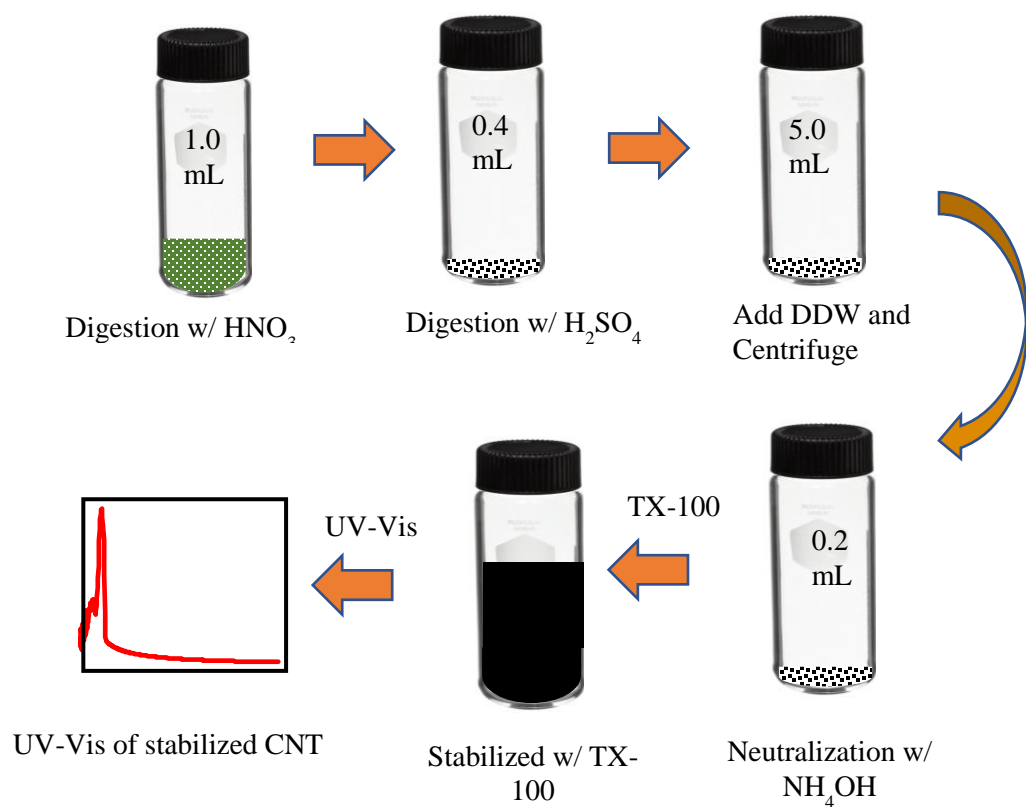 1.0
mL
0.4
mL
5.0
mL
Digestion w/ HNO₃
Digestion w/ H₂SO₄
Add DDW and
Centrifuge
UV-Vis
TX-100
0.2
mL
UV-Vis of stabilized CNT
Stabilized w/ TX-
100
Neutralization w/
NH₄OH